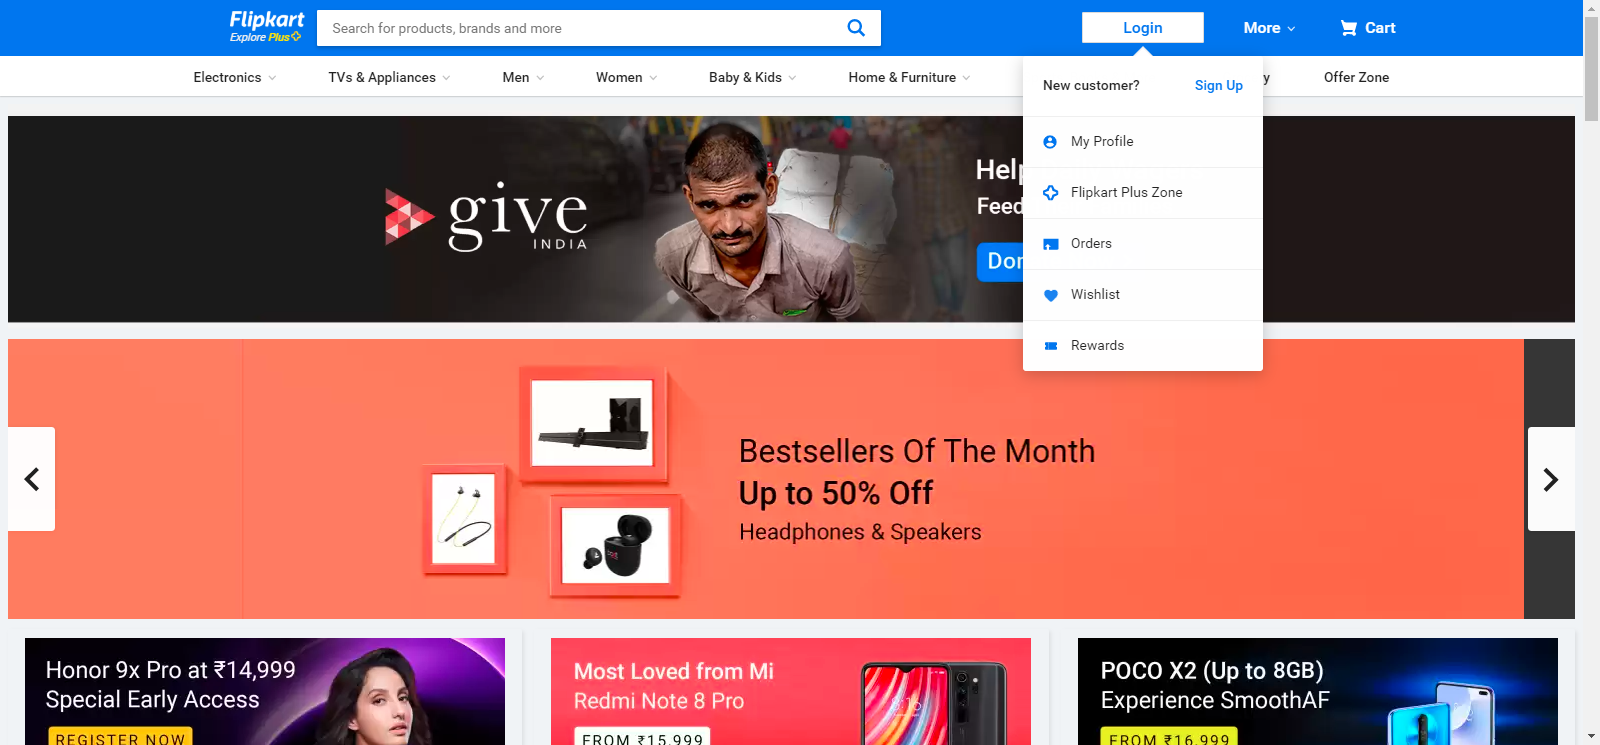 Flipkart
Explore Plus
Search for products, brands and more
Login
More
Cart
Electronics
TVs & Appliances
Men
Women
Baby & Kids
Home & Furniture
Offer Zone
New customer?
Sign Up
My Profile
Flipkart Plus Zone
Orders
Wishlist
Rewards
give
INDIA
Feed
Bestsellers Of The Month
Up to 50% Off
Headphones & Speakers
Honor 9x Pro at ₹14,999
Special Early Access
REGISTER NOW
Most Loved from Mi
Redmi Note 8 Pro
FROM ₹15,999
POCO X2 (Up to 8GB)
Experience SmoothAF
FROM ₹16,999